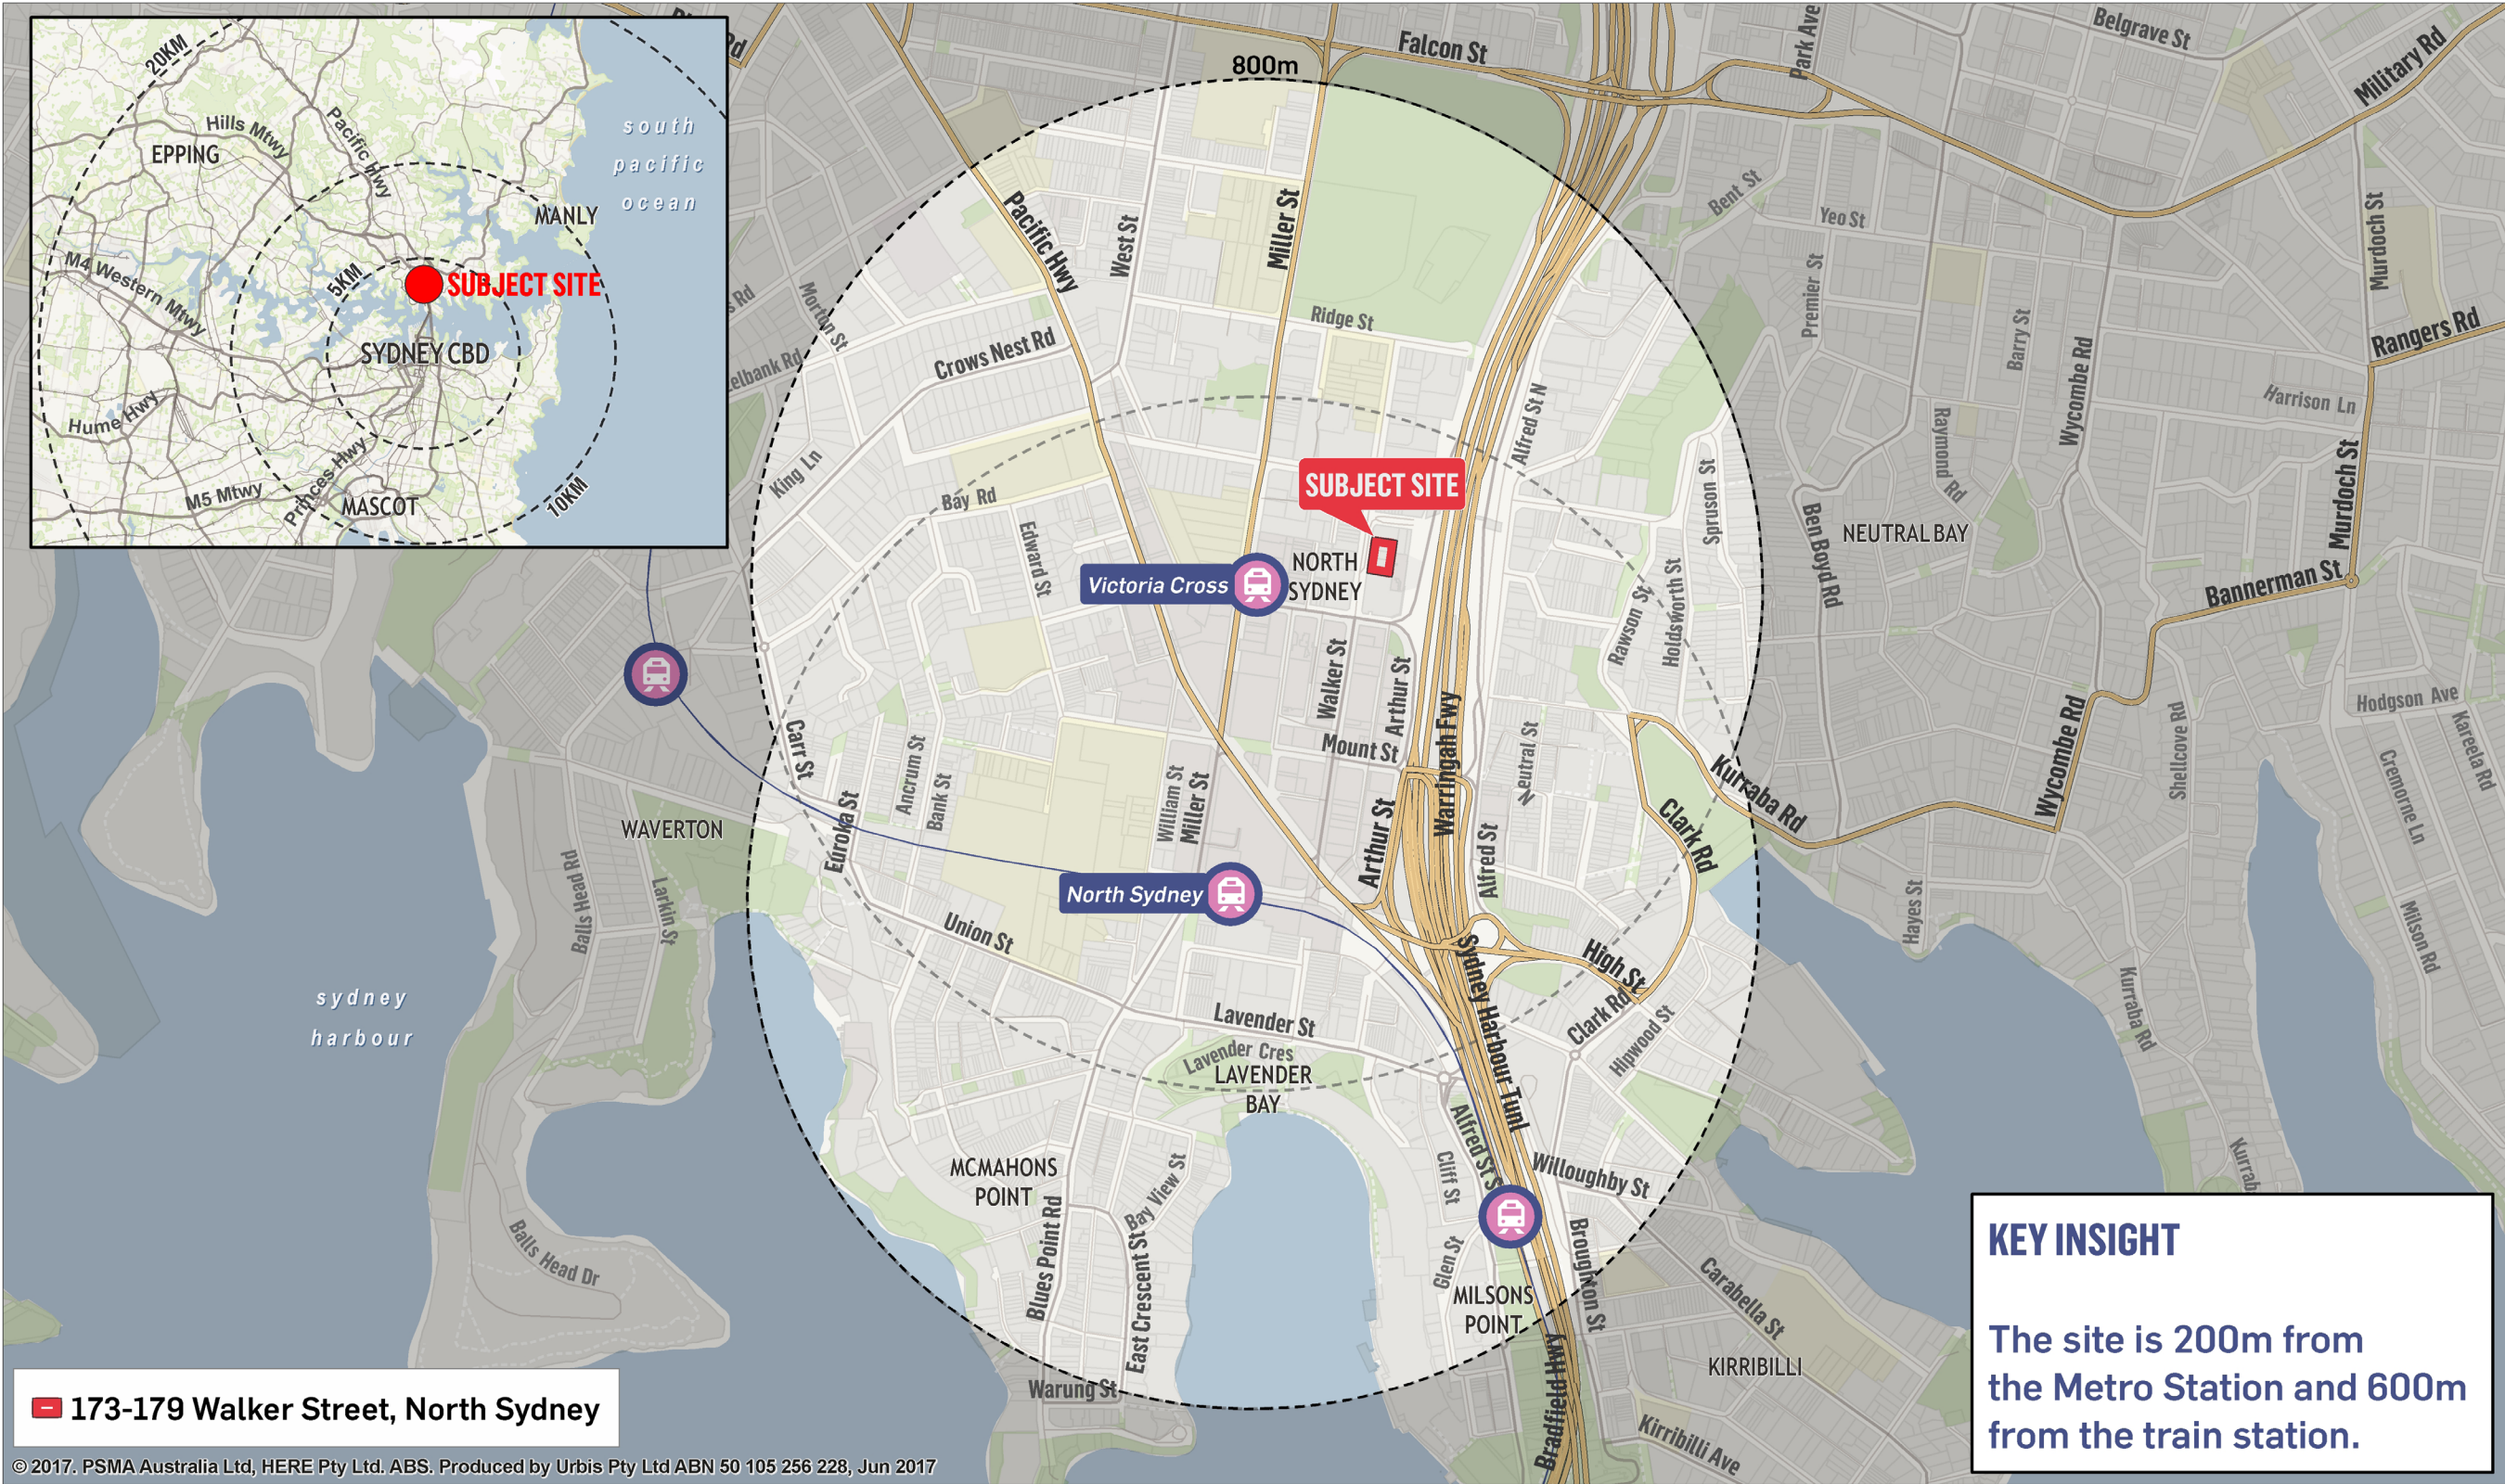 20KM
Hills Mtwy
Pacific Hwy
EPPING
MANLY
south
pacific
ocean
M4 Western Mtwy
5KM
SUBJECT SITE
SYDNEY CBD
Hume Hwy
M5 Mtwy
Princes Hwy
MASCOT
10KM
800m
Falcon St
Park Ave
Belgrave St
Military Rd
Pacific Hwy
West St
Miller St
Bent St
Yeo St
Murdoch St
Premier St
Barry St
Wycombe Rd
Rangers Rd
Morton St
Crows Nest Rd
Ridge St
Alfred St N
Harrison Ln
Raymond Rd
King Ln
Bay Rd
Edward St
SUBJECT SITE
Spruson St
Ben Boyd Rd
NEUTRAL BAY
Murdoch St
Bannerman St
Victoria Cross
NORTH
SYDNEY
Rawson St
Holdsworth St
Walker St
Arthur St
Warringah Fwy
Mount St
Neutral St
Kurraba Rd
Clark Rd
Wycombe Rd
Shellcove Rd
Hodgson Ave
Kareela Rd
Cremorne Ln
Carr St
Euroka St
Ancrum St
Bank St
William St
Miller St
Arthur St
Alfred St
WAVERTON
Balls Head Rd
Larkin St
North Sydney
Union St
Sydney Harbour Tunl
High St
Clark Rd
Hipwood St
Hayes St
Milson Rd
Kurraba Rd
sydney
harbour
Lavender St
Lavender Cres
LAVENDER
BAY
MCMAHONS
POINT
Bay View St
Blues Point Rd
East Crescent St
Alfred St S
Cliff St
Glen St
Willoughby St
Broughton St
Carabella St
MILSONS
POINT
KIRRIBILLI
Balls Head Dr
Warung St
Bradfield Hwy
Kirribilli Ave
KEY INSIGHT
The site is 200m from
the Metro Station and 600m
from the train station.
173-179 Walker Street, North Sydney
© 2017. PSMA Australia Ltd, HERE Pty Ltd. ABS. Produced by Urbis Pty Ltd ABN 50 105 256 228, Jun 2017